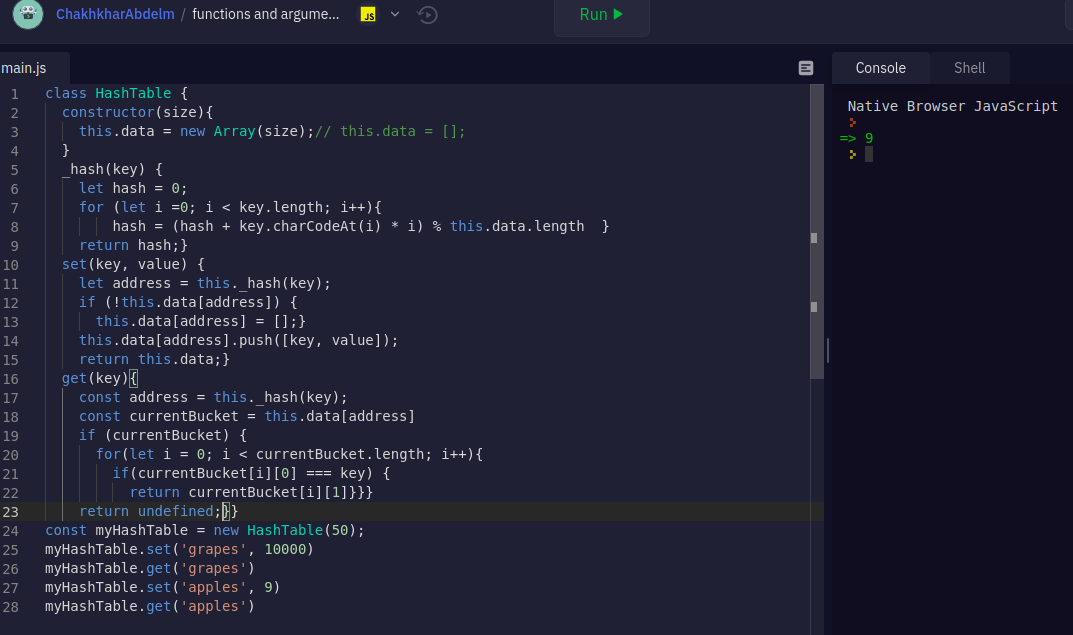 ChakhkharAbdelm / functions and argume... JS Run
main.js Console Shell
1 class HashTable {
2 constructor(size){
3 this.data = new Array(size);// this.data = [];
4 }
5 _hash(key) {
6 let hash = 0;
7 for (let i =0; i < key.length; i++){
8 hash = (hash + key.charCodeAt(i) * i) % this.data.length  }
9 return hash;}
10 set(key, value) {
11 let address = this._hash(key);
12 if (!this.data[address]) {
13 this.data[address] = [];}
14 this.data[address].push([key, value]);
15 return this.data;}
16 get(key){
17 const address = this._hash(key);
18 const currentBucket = this.data[address]
19 if (currentBucket) {
20 for(let i = 0; i < currentBucket.length; i++){
21 if(currentBucket[i][0] === key) {
22 return currentBucket[i][1]}}}
23 return undefined;}}
24 const myHashTable = new HashTable(50);
25 myHashTable.set('grapes', 10000)
26 myHashTable.get('grapes')
27 myHashTable.set('apples', 9)
28 myHashTable.get('apples')
Native Browser JavaScript
=> 9